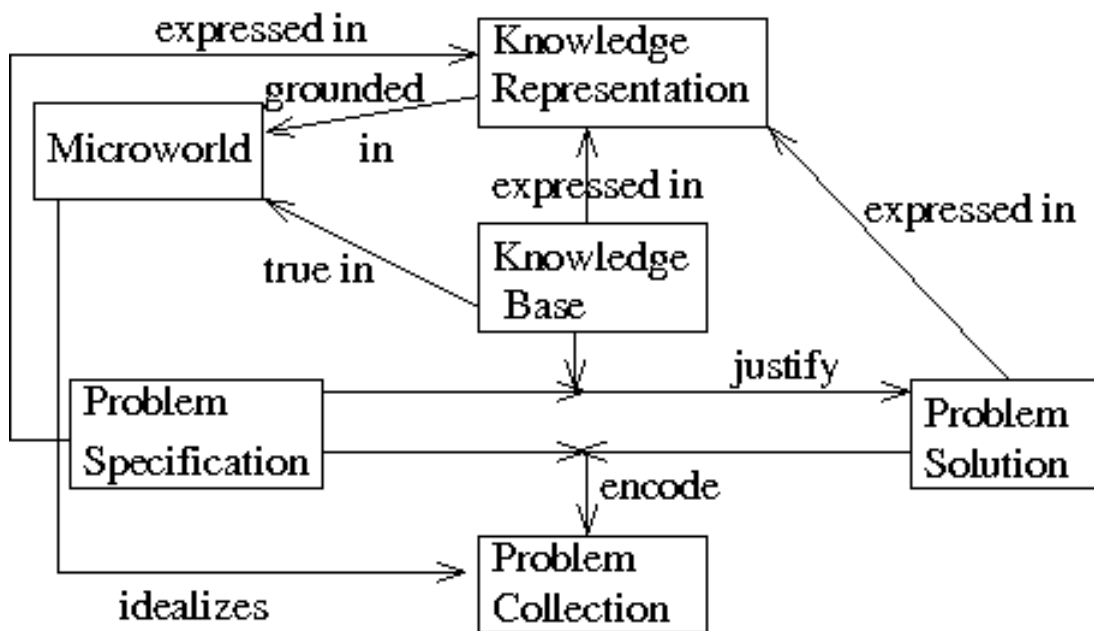 expressed in
Knowledge
Representation
grounded
in
Microworld
expressed in
expressed in
true in
Knowledge
Base
justify
Problem
Specification
Problem
Solution
encode
Problem
Collection
idealizes